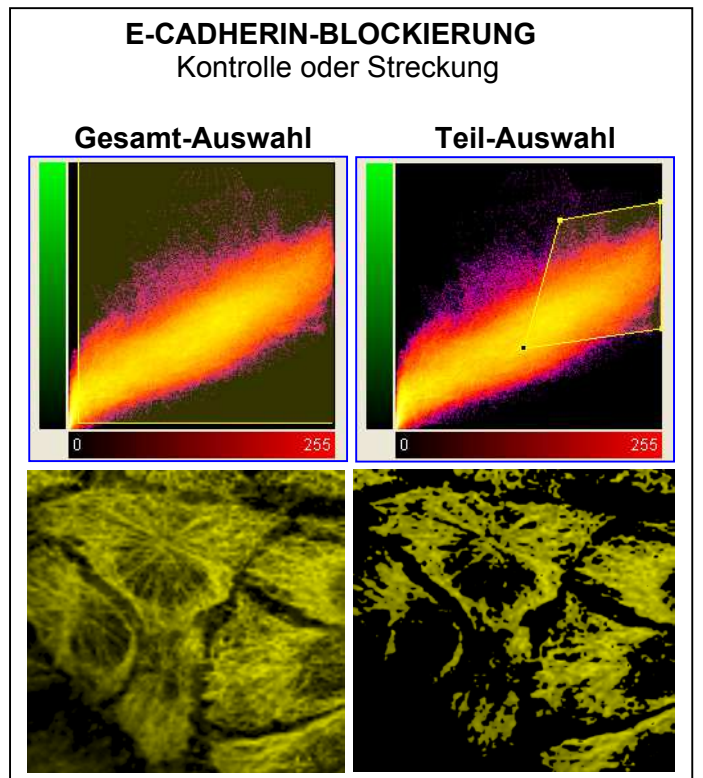 E-CADHERIN-BLOCKIERUNG
Kontrolle oder Streckung
Gesamt-Auswahl Teil-Auswahl
0 255 0 255